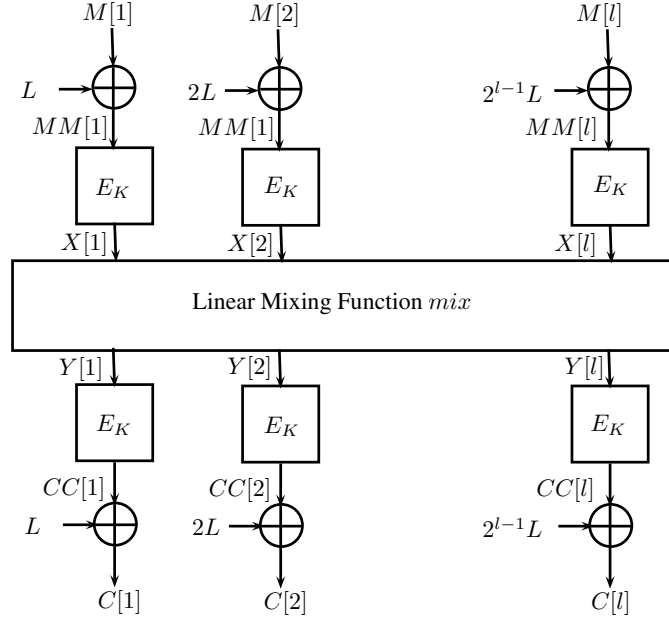 M[1] M[2] M[l]
L 2L 2^{l-1}L
MM[1] MM[1] MM[l]
E_K E_K E_K
X[1] X[2] X[l]
Linear Mixing Function mix
Y[1] Y[2] Y[l]
E_K E_K E_K
CC[1] CC[2] CC[l]
L 2L 2^{l-1}L
C[1] C[2] C[l]